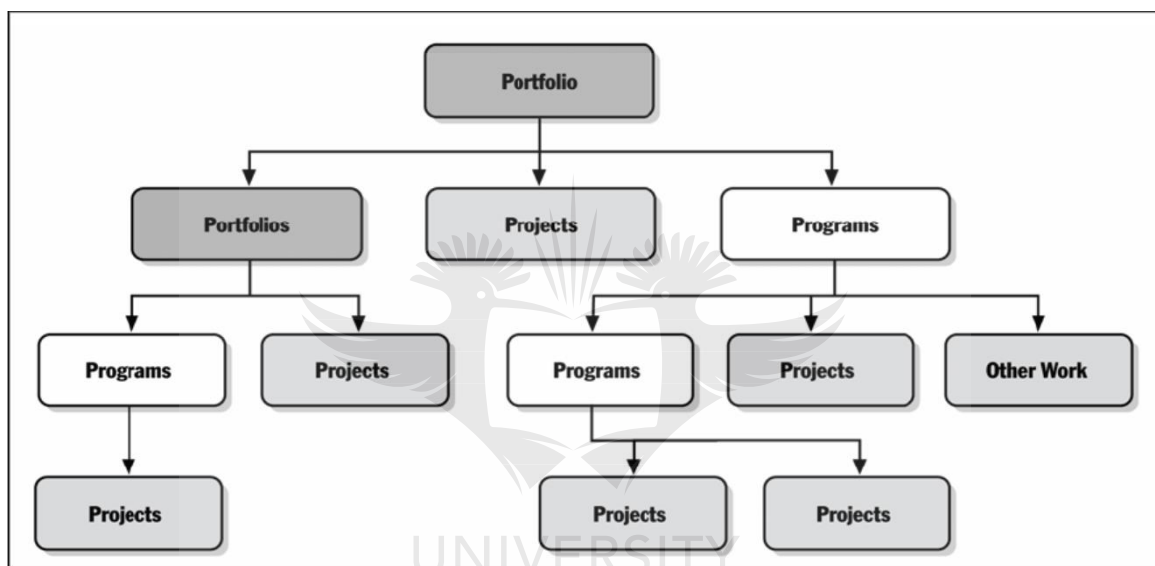 Portfolio
Portfolios
Projects
Programs
Programs
Projects
Programs
Projects
Other Work
Projects
Projects
Projects
UNIVERSITY